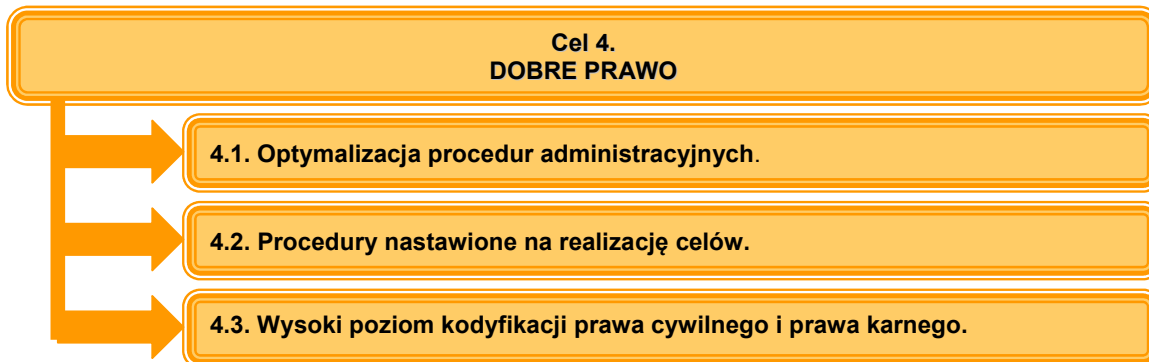 Cel 4.
DOBRE PRAWO
4.1. Optymalizacja procedur administracyjnych.
4.2. Procedury nastawione na realizację celów.
4.3. Wysoki poziom kodyfikacji prawa cywilnego i prawa karnego.